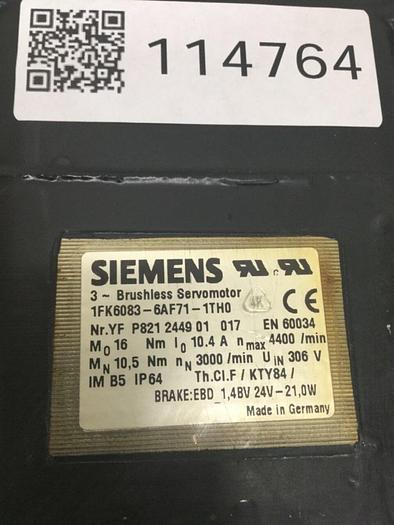 114764
SIEMENS
3 ~ Brushless Servomotor
1FK6083-6AF71-1TH0
Nr.YF P821 2449 01 017 EN 60034
M0 16 Nm I0 10.4 A nmax 4400 /min
MN 10,5 Nm nN 3000 /min UIN 306 V
IM B5 IP64 Th.Cl.F / KTY84 /
BRAKE:EBD_1,4BV 24V-21,0W
Made in Germany